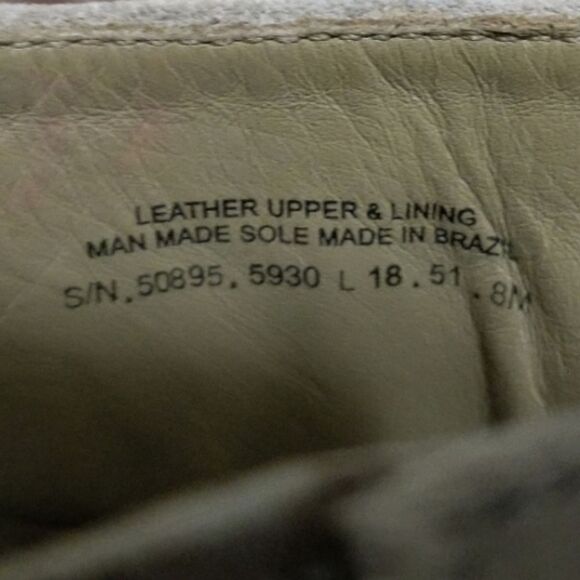 LEATHER UPPER & LINING
MAN MADE SOLE MADE IN BRAZIL
S/N.50895.5930 L 18.51.8M